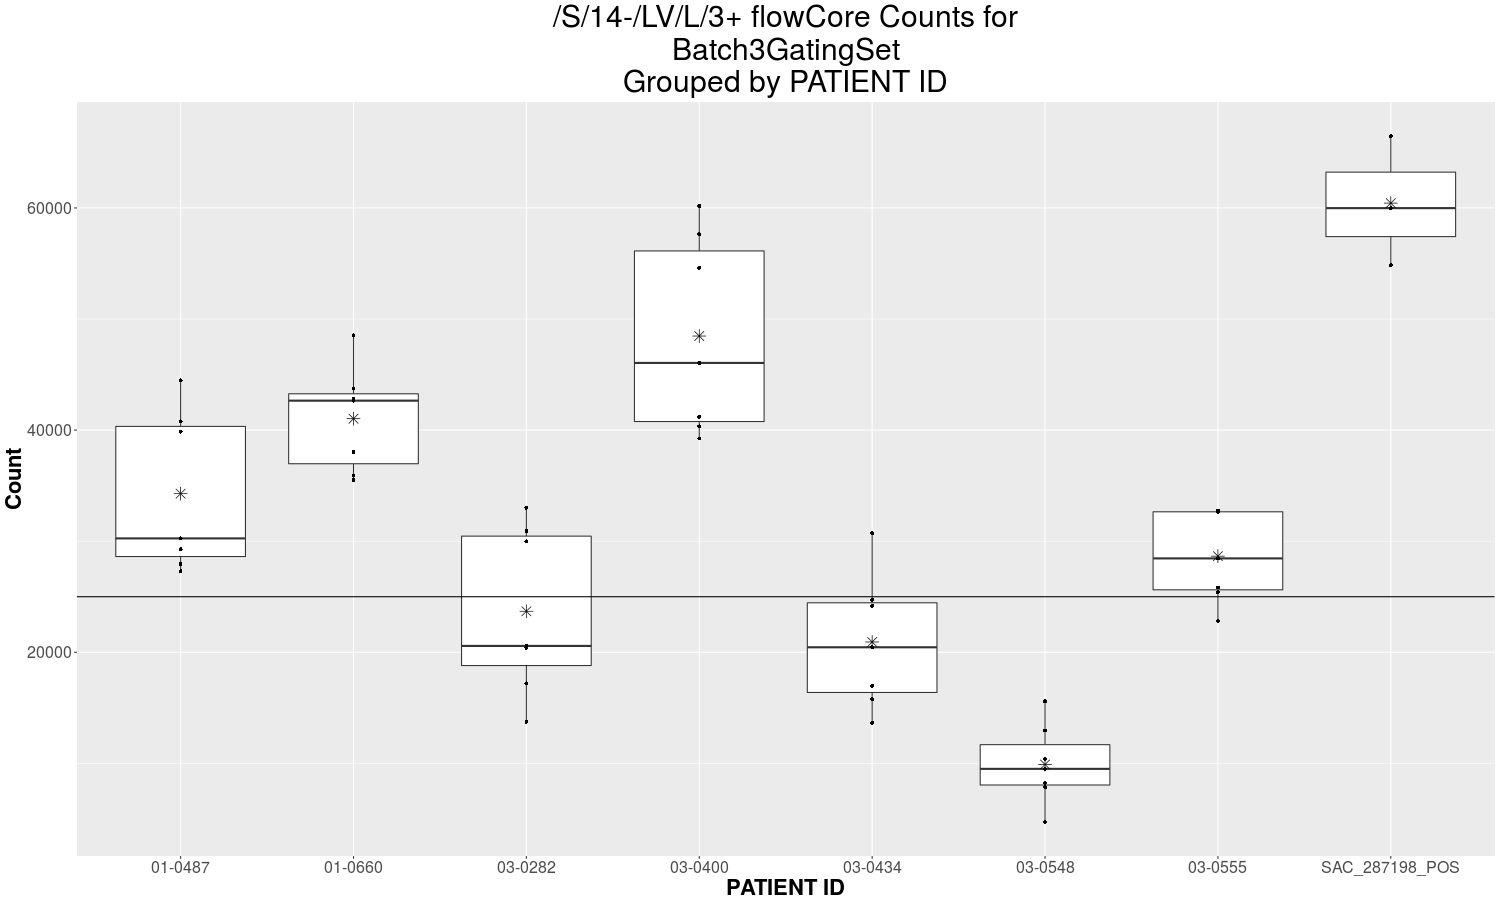 /S/14-/LV/L/3+ flowCore Counts for
Batch3GatingSet
Grouped by PATIENT ID
Count
60000
40000
20000
01-0487 01-0660 03-0282 03-0400 03-0434 03-0548 03-0555 SAC_287198_POS
PATIENT ID